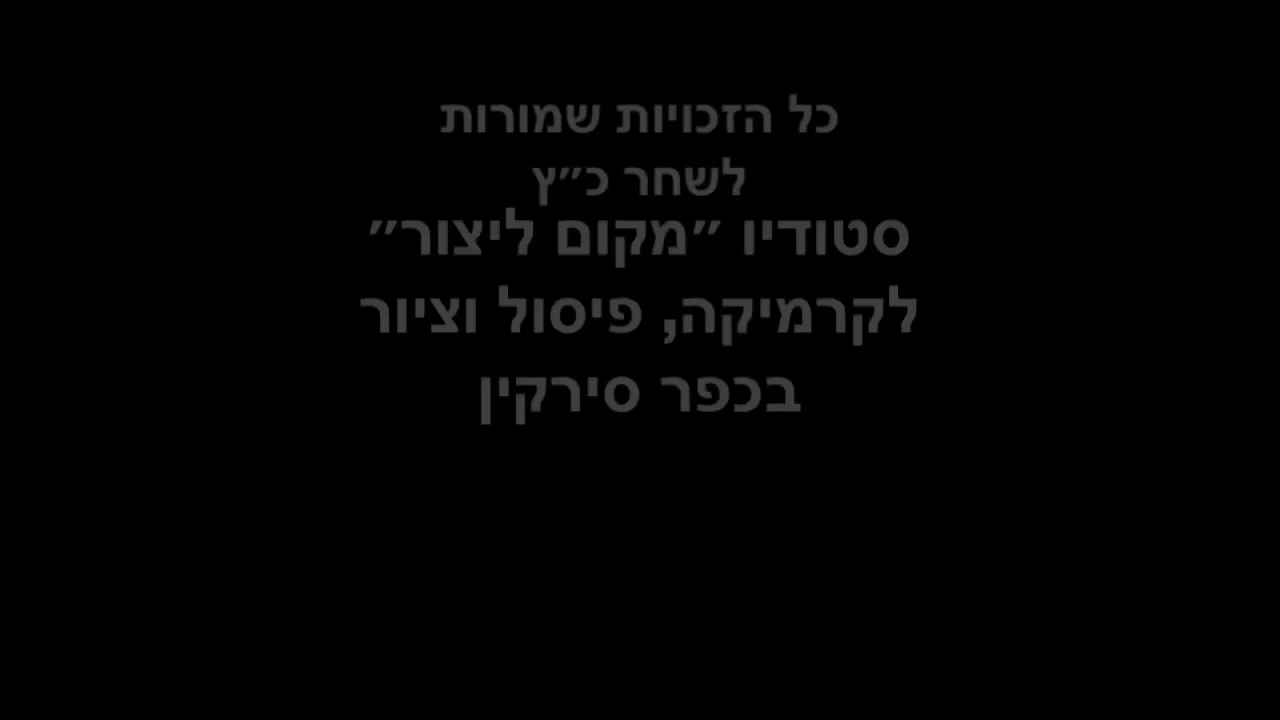 כל הזכויות שמורות
לשחר כ״ץ
סטודיו ״מקום ליצור״
לקרמיקה, פיסול וציור
בכפר סירקין